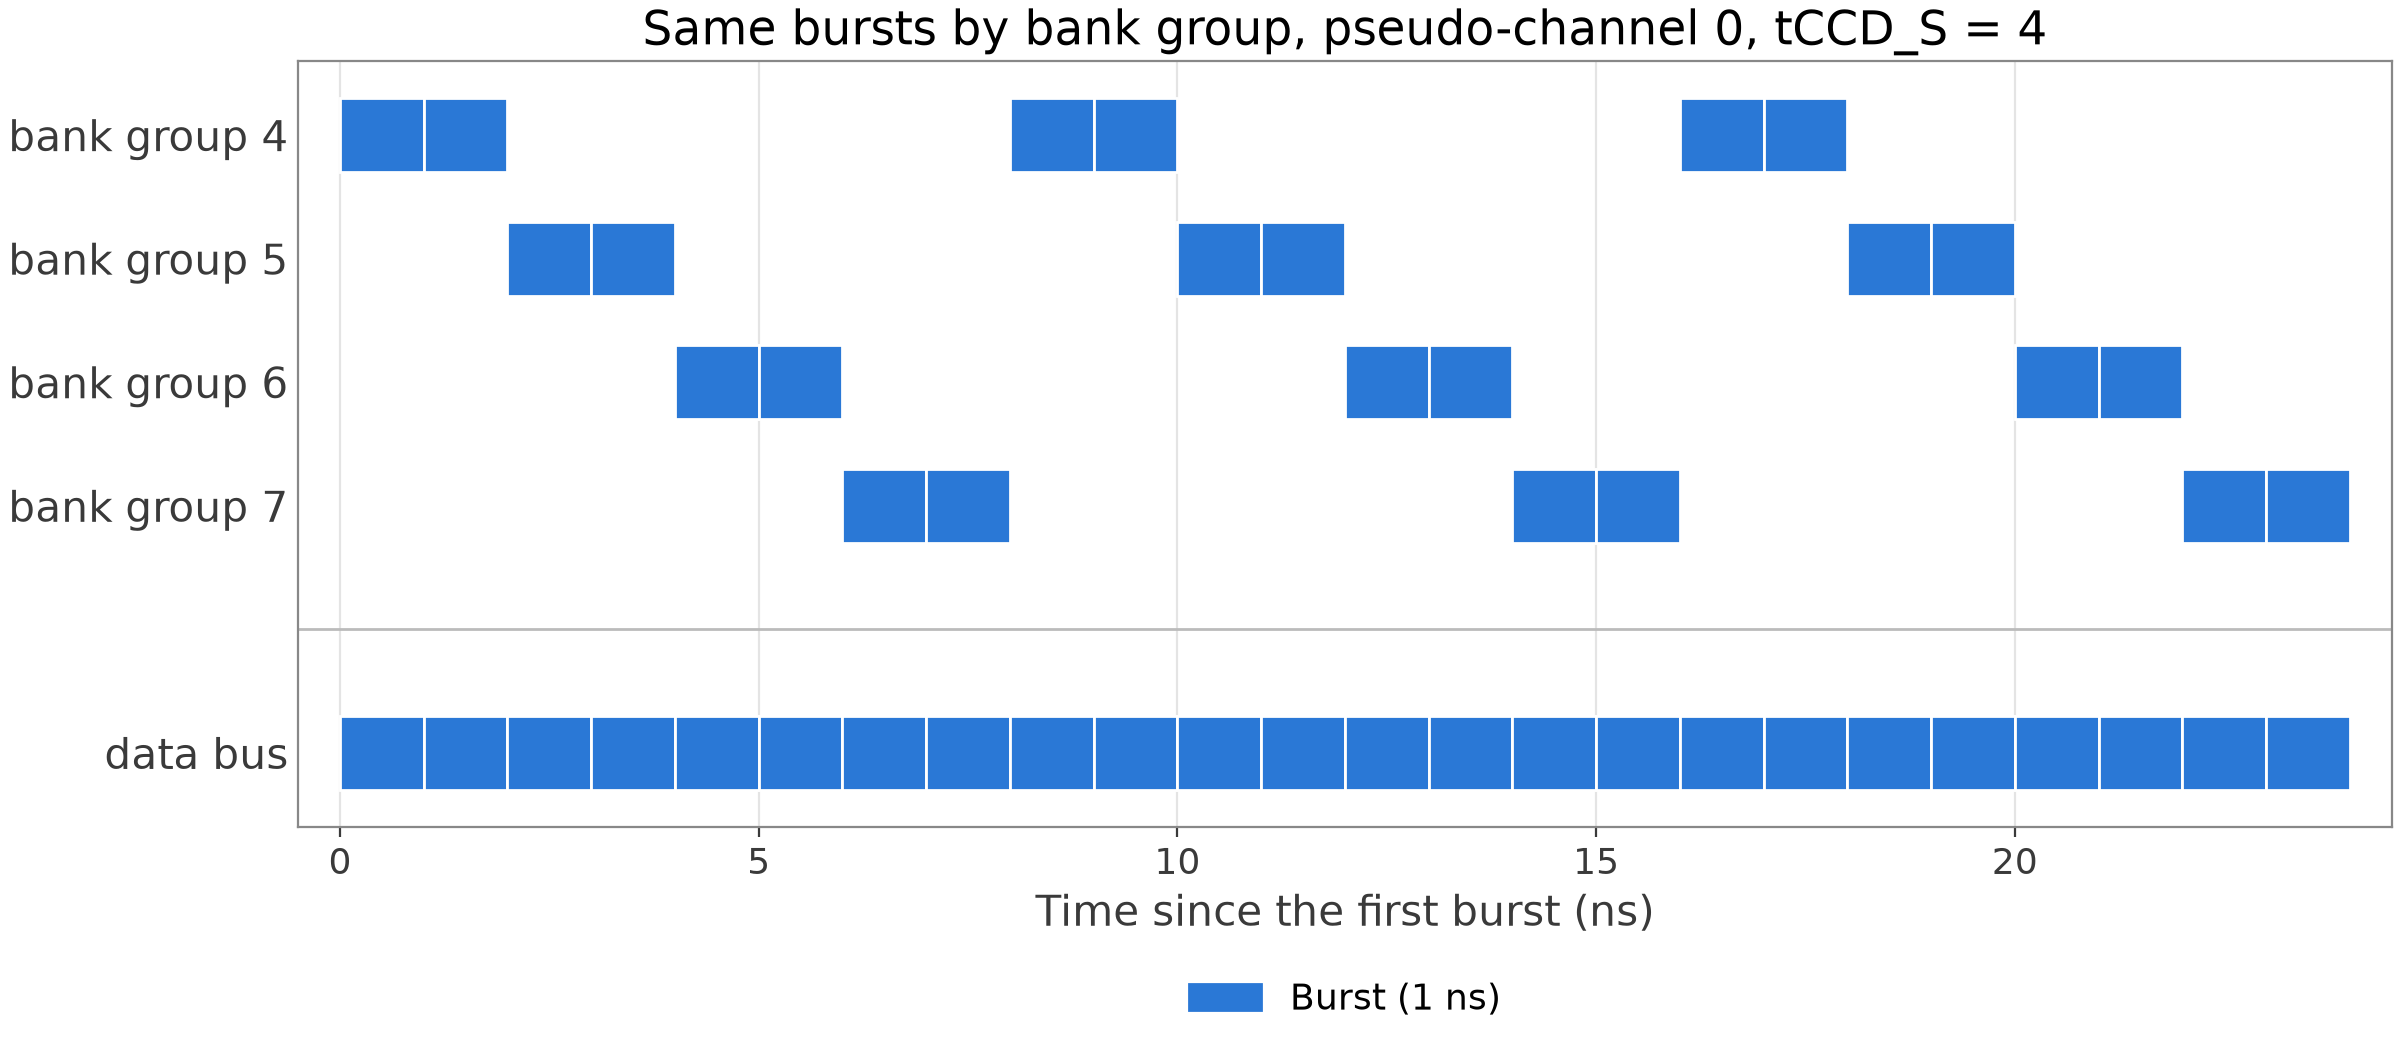 Same bursts by bank group, pseudo-channel 0, tCCD_S = 4
bank group 4
bank group 5
bank group 6
bank group 7
data bus
0 5 10 15 20
Time since the first burst (ns)
Burst (1 ns)